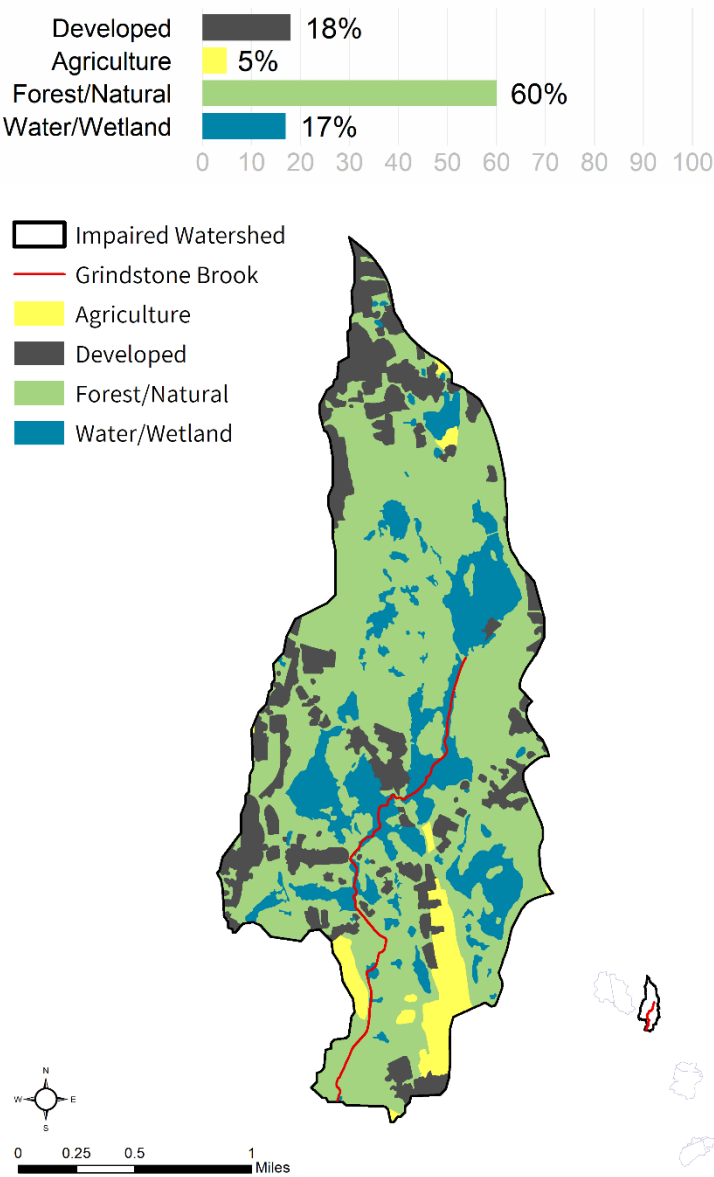 Developed 18%
Agriculture 5%
Forest/Natural 60%
Water/Wetland 17%
0 10 20 30 40 50 60 70 80 90 100
Impaired Watershed
Grindstone Brook
Agriculture
Developed
Forest/Natural
Water/Wetland
N
W E
S
0 0.25 0.5 1
Miles